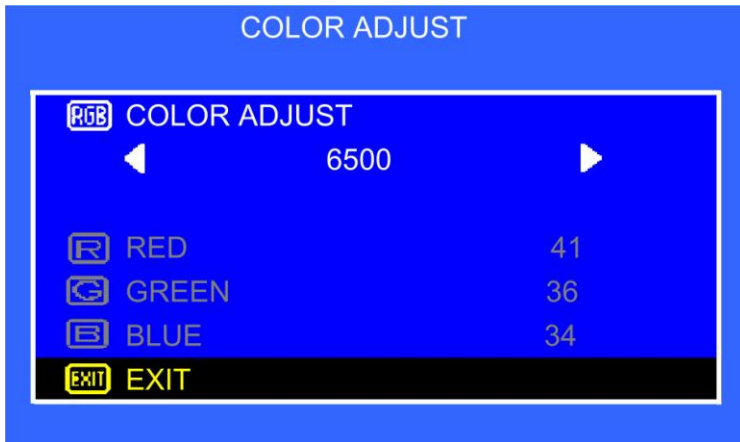 COLOR ADJUST
RGB COLOR ADJUST
6500
R RED 41
G GREEN 36
B BLUE 34
EXIT EXIT